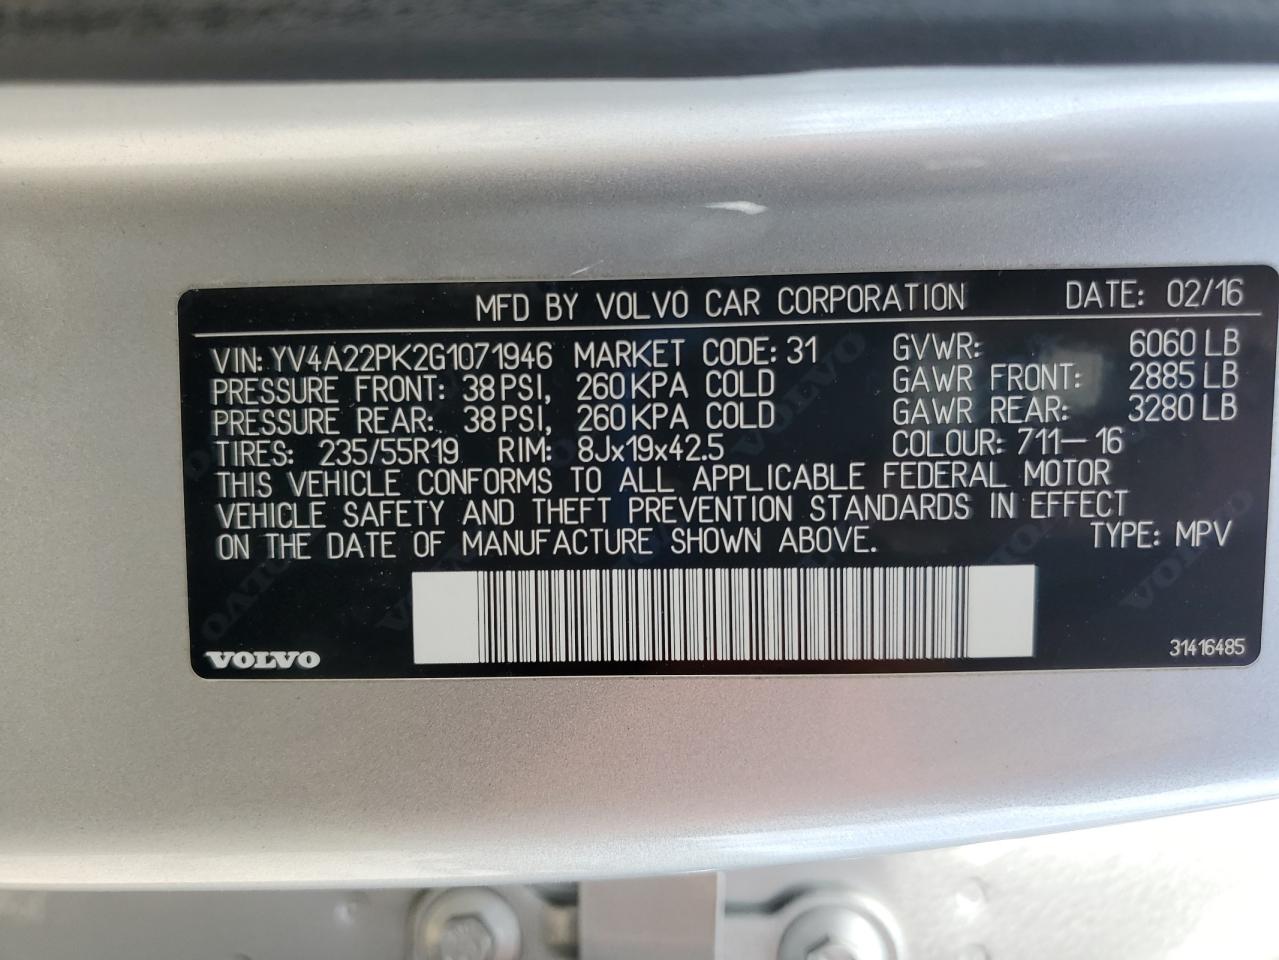 MFD BY VOLVO CAR CORPORATION DATE: 02/16
VIN: YV4A22PK2G1071946 MARKET CODE: 31 GVWR: 6060 LB
PRESSURE FRONT: 38 PSI, 260 KPA COLD GAWR FRONT: 2885 LB
PRESSURE REAR: 38 PSI, 260 KPA COLD GAWR REAR: 3280 LB
TIRES: 235/55R19 RIM: 8Jx19x42.5 COLOUR: 711-16
THIS VEHICLE CONFORMS TO ALL APPLICABLE FEDERAL MOTOR
VEHICLE SAFETY AND THEFT PREVENTION STANDARDS IN EFFECT
ON THE DATE OF MANUFACTURE SHOWN ABOVE. TYPE: MPV
VOLVO 31416485